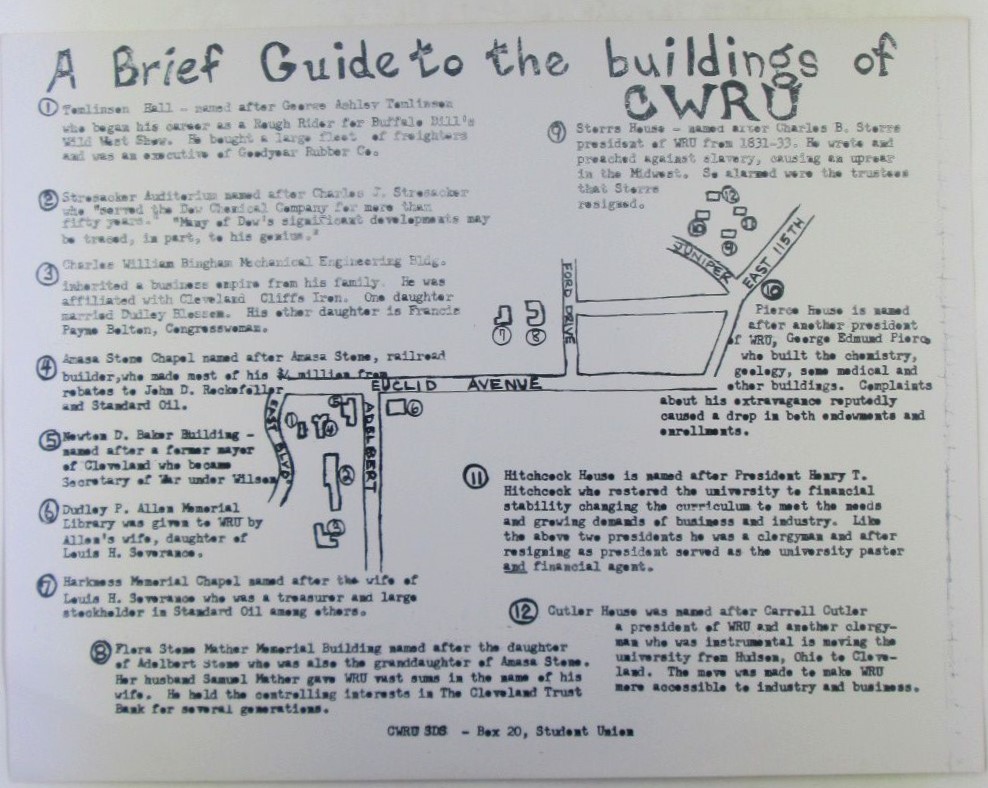 A Brief Guide to the buildings of
CWRU
1 Tomlinson Hall - named after George Ashley Tomlinson
who began his career as a Rough Rider for Buffalo Bill's
Wild West Show. He bought a large fleet of freighters
and was an executive of Goodyear Rubber Co.
2 Strosacker Auditorium named after Charles J. Strosacker
who "served the Dow Chemical Company for more than
fifty years." "Many of Dow's significant developments may
be traced, in part, to his genius."
3 Charles William Bingham Mechanical Engineering Bldg.
inherited a business empire from his family. He was
affiliated with Cleveland Cliffs Iron. One daughter
married Dudley Blossom. His other daughter is Francis
Payne Bolton, Congresswoman.
4 Amasa Stone Chapel named after Amasa Stone, railroad
builder,who made most of his $4 million from
rebates to John D. Rockefeller
and Standard Oil.
5 Newton D. Baker Building -
named after a former mayor
of Cleveland who became
Secretary of War under Wilson
6 Dudley P. Allen Memorial
Library was given to WRU by
Allen's wife, daughter of
Louis H. Severance.
7 Harkness Memorial Chapel named after the wife of
Louis H. Severance who was a treasurer and large
stockholder in Standard Oil among others.
8 Flora Stone Mather Memorial Building named after the daughter
of Adelbert Stone who was also the granddaughter of Amasa Stone.
Her husband Samuel Mather gave WRU vast sums in the name of his
wife. He held the controlling interests in The Cleveland Trust
Bank for several generations.
9 Storrs House - named after Charles B. Storrs
president of WRU from 1831-33. He wrote and
preached against slavery, causing an uproar
in the Midwest. So alarmed were the trustees
that Storrs
resigned.
12
10
11
9
JUNIPER
EAST 115TH
FORD DRIVE
7
8
EUCLID AVENUE
EAST BLVD.
ADELBERT
1
4
5
6
2
3
10 Pierce House is named
after another president
of WRU, George Edmund Pierce
who built the chemistry,
geology, some medical and
other buildings. Complaints
about his extravagance reputedly
caused a drop in both endowments and
enrollments.
11 Hitchcock House is named after President Henry T.
Hitchcock who restored the university to financial
stability changing the curriculum to meet the needs
and growing demands of business and industry. Like
the above two presidents he was a clergyman and after
resigning as president served as the university pastor
and financial agent.
12 Cutler House was named after Carroll Cutler
a president of WRU and another clergy-
man who was instrumental is moving the
university from Hudson, Ohio to Cleve-
land. The move was made to make WRU
more accessible to industry and business.
CWRU SDS - Box 20, Student Union